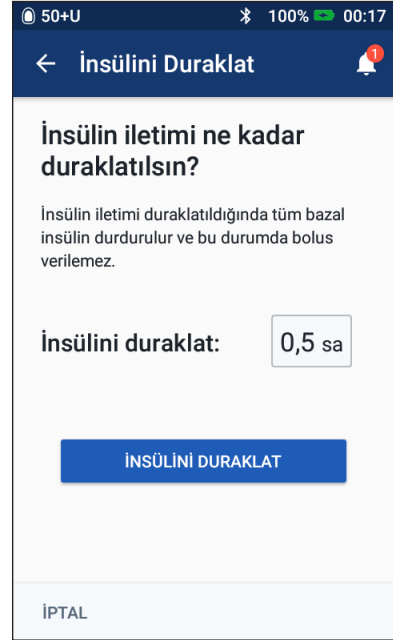 50+U 100% 00:17
İnsülini Duraklat 1
İnsülin iletimi ne kadar
duraklatılsın?
İnsülin iletimi duraklatıldığında tüm bazal
insülin durdurulur ve bu durumda bolus
verilemez.
İnsülini duraklat: 0,5 sa
İNSÜLİNİ DURAKLAT
İPTAL